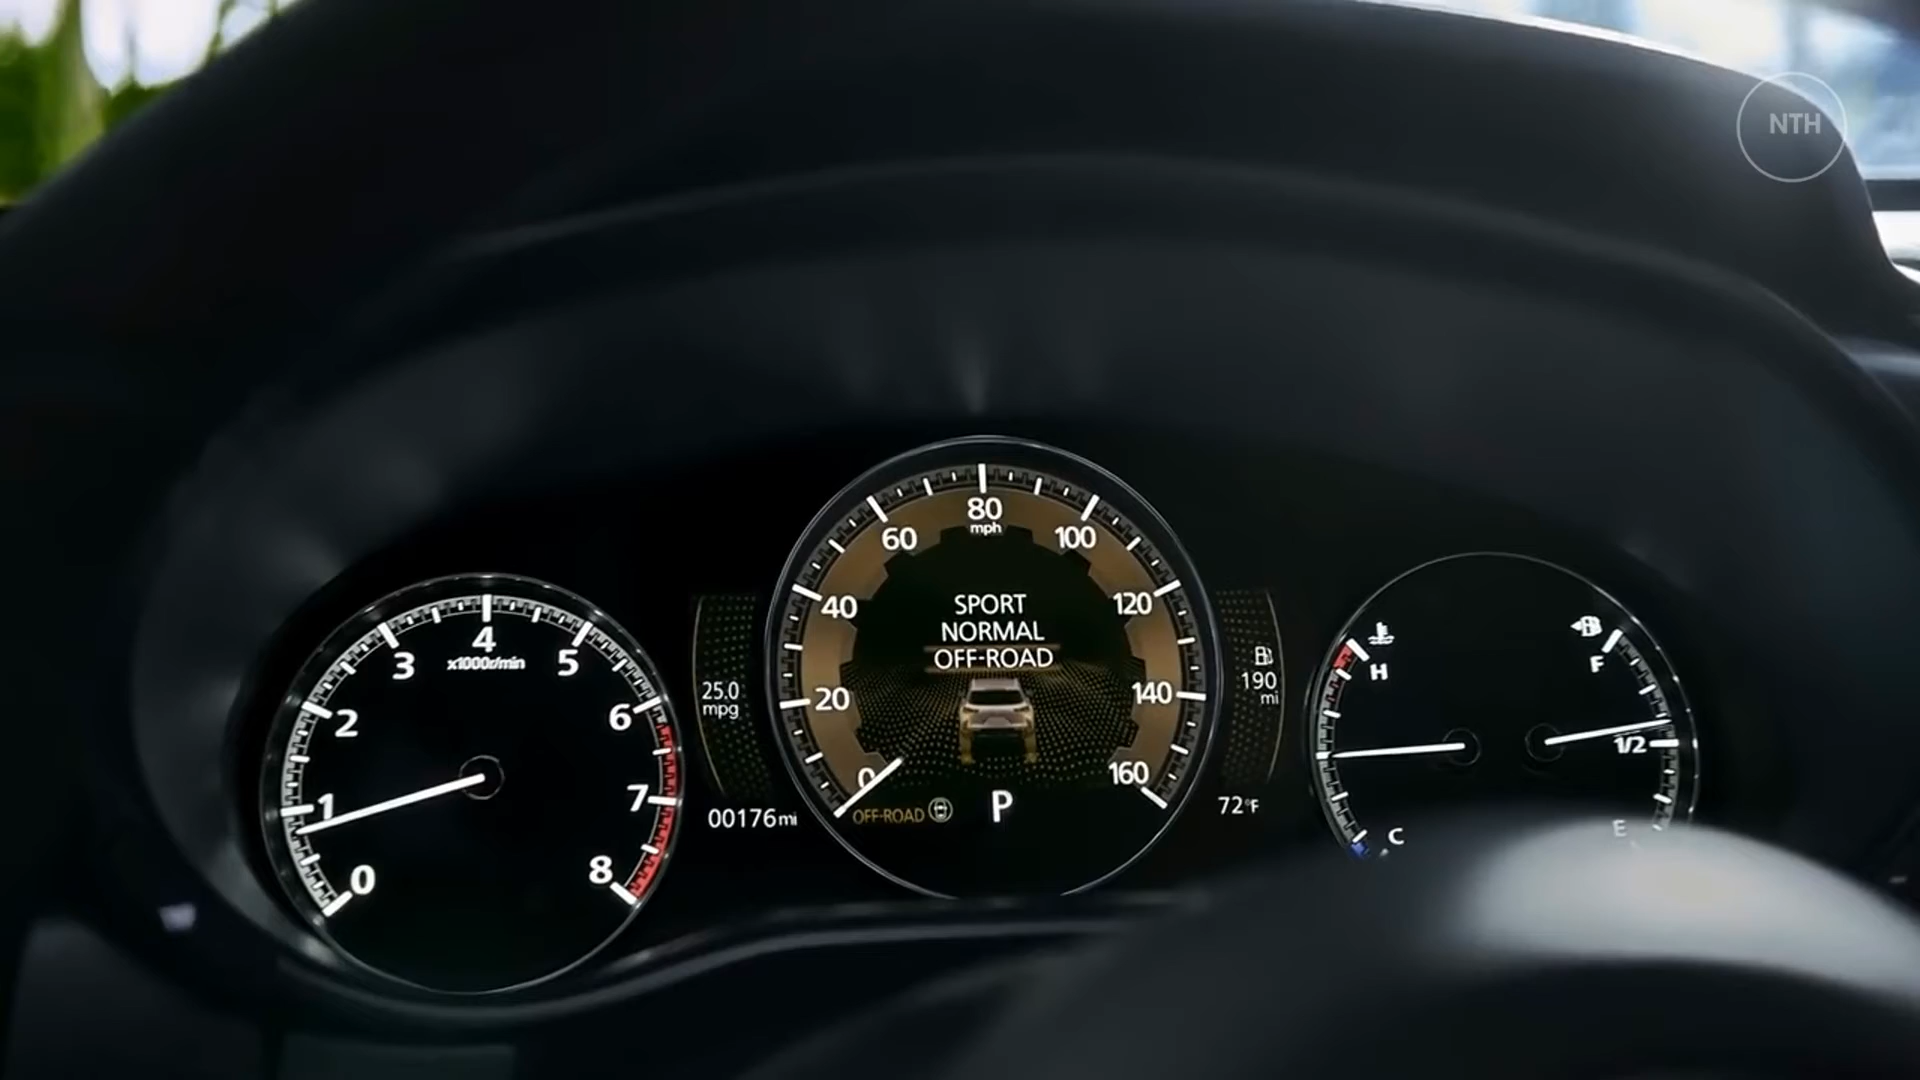 NTH
80
mph
60
100
40
120
20
140
0
160
SPORT
NORMAL
OFF-ROAD
OFF-ROAD
P
4
x1000r/min
3
5
2
6
1
7
0
8
25.0
mpg
00176mi
190
mi
72°F
H
C
F
1/2
E